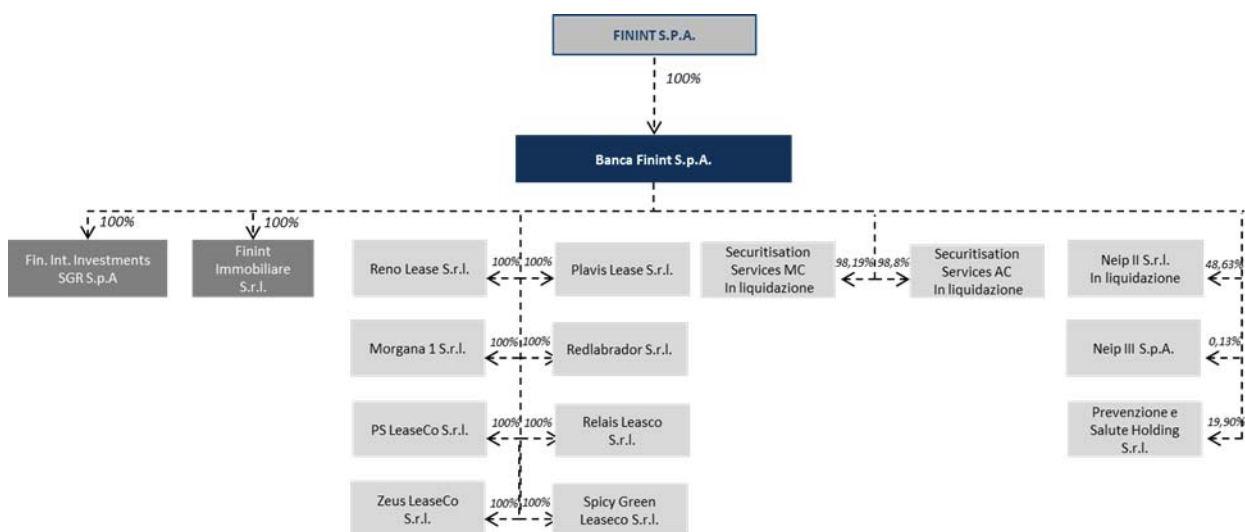 FININT S.P.A.
100%
Banca Finint S.p.A.
100%
100%
Fin. Int. Investments
SGR S.p.A
Finint
Immobiliare
S.r.l.
Reno Lease S.r.l.
100%
100%
Plavis Lease S.r.l.
Securitisation
Services MC
In liquidazione
98,19%
98,8%
Securitisation
Services AC
In liquidazione
Neip II S.r.l.
In liquidazione
48,63%
Morgana 1 S.r.l.
100%
100%
Redlabrador S.r.l.
Neip III S.p.A.
0,13%
PS LeaseCo S.r.l.
100%
100%
Relais Leasco
S.r.l.
Prevenzione e
Salute Holding
S.r.l.
19,90%
Zeus LeaseCo
S.r.l.
100%
100%
Spicy Green
Leaseco S.r.l.